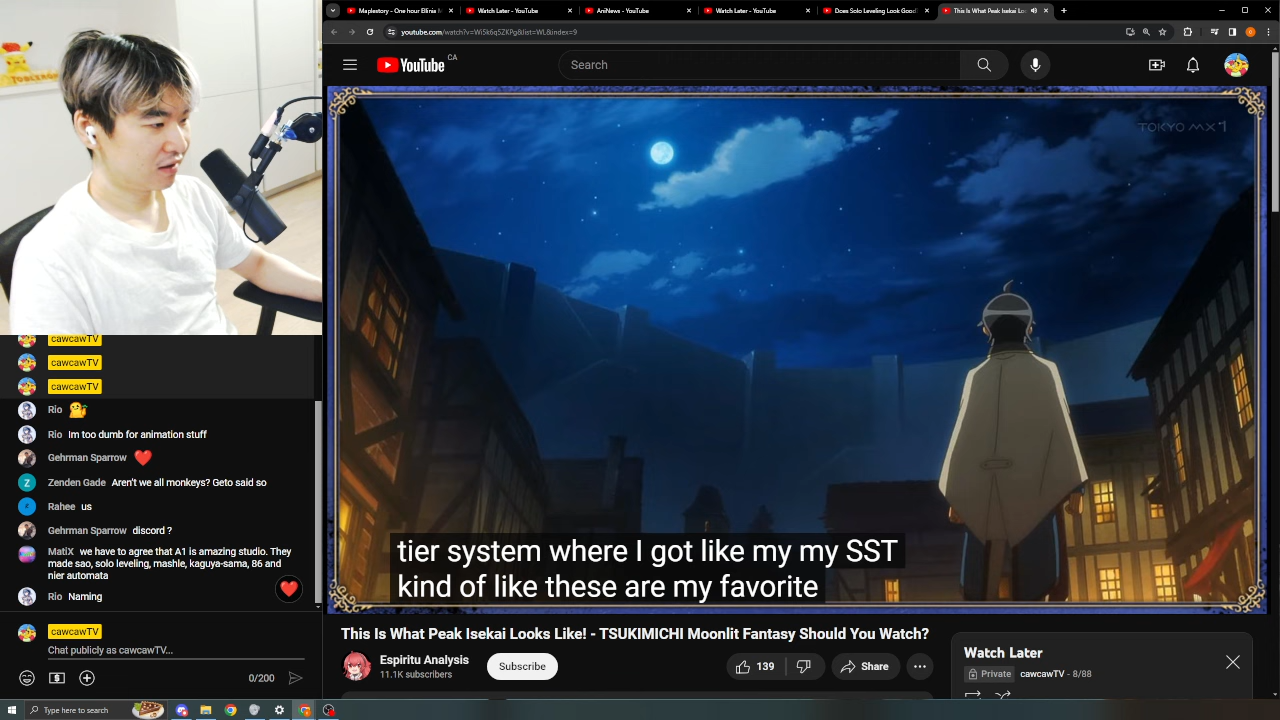 Maplestory - One hour Ellinia M
Watch Later - YouTube
AniNews - YouTube
Watch Later - YouTube
Does Solo Leveling Look Good?
This Is What Peak Isekai Lo
youtube.com/watch?v=Wi5k6q5ZKPg&list=WL&index=9
YouTube CA
Search
TOKYO MX 1
tier system where I got like my my SST
kind of like these are my favorite
This Is What Peak Isekai Looks Like! - TSUKIMICHI Moonlit Fantasy Should You Watch?
Espiritu Analysis
11.1K subscribers
Subscribe
139
Share
Watch Later
Private cawcawTV - 8/88
cawcawTV
cawcawTV
cawcawTV
Rio
Rio Im too dumb for animation stuff
Gehrman Sparrow
Z Zenden Gade Aren't we all monkeys? Geto said so
Rahee us
Gehrman Sparrow discord ?
MatiX we have to agree that A1 is amazing studio. They
made sao, solo leveling, mashle, kaguya-sama, 86 and
nier automata
Rio Naming
cawcawTV
Chat publicly as cawcawTV...
0/200
Type here to search